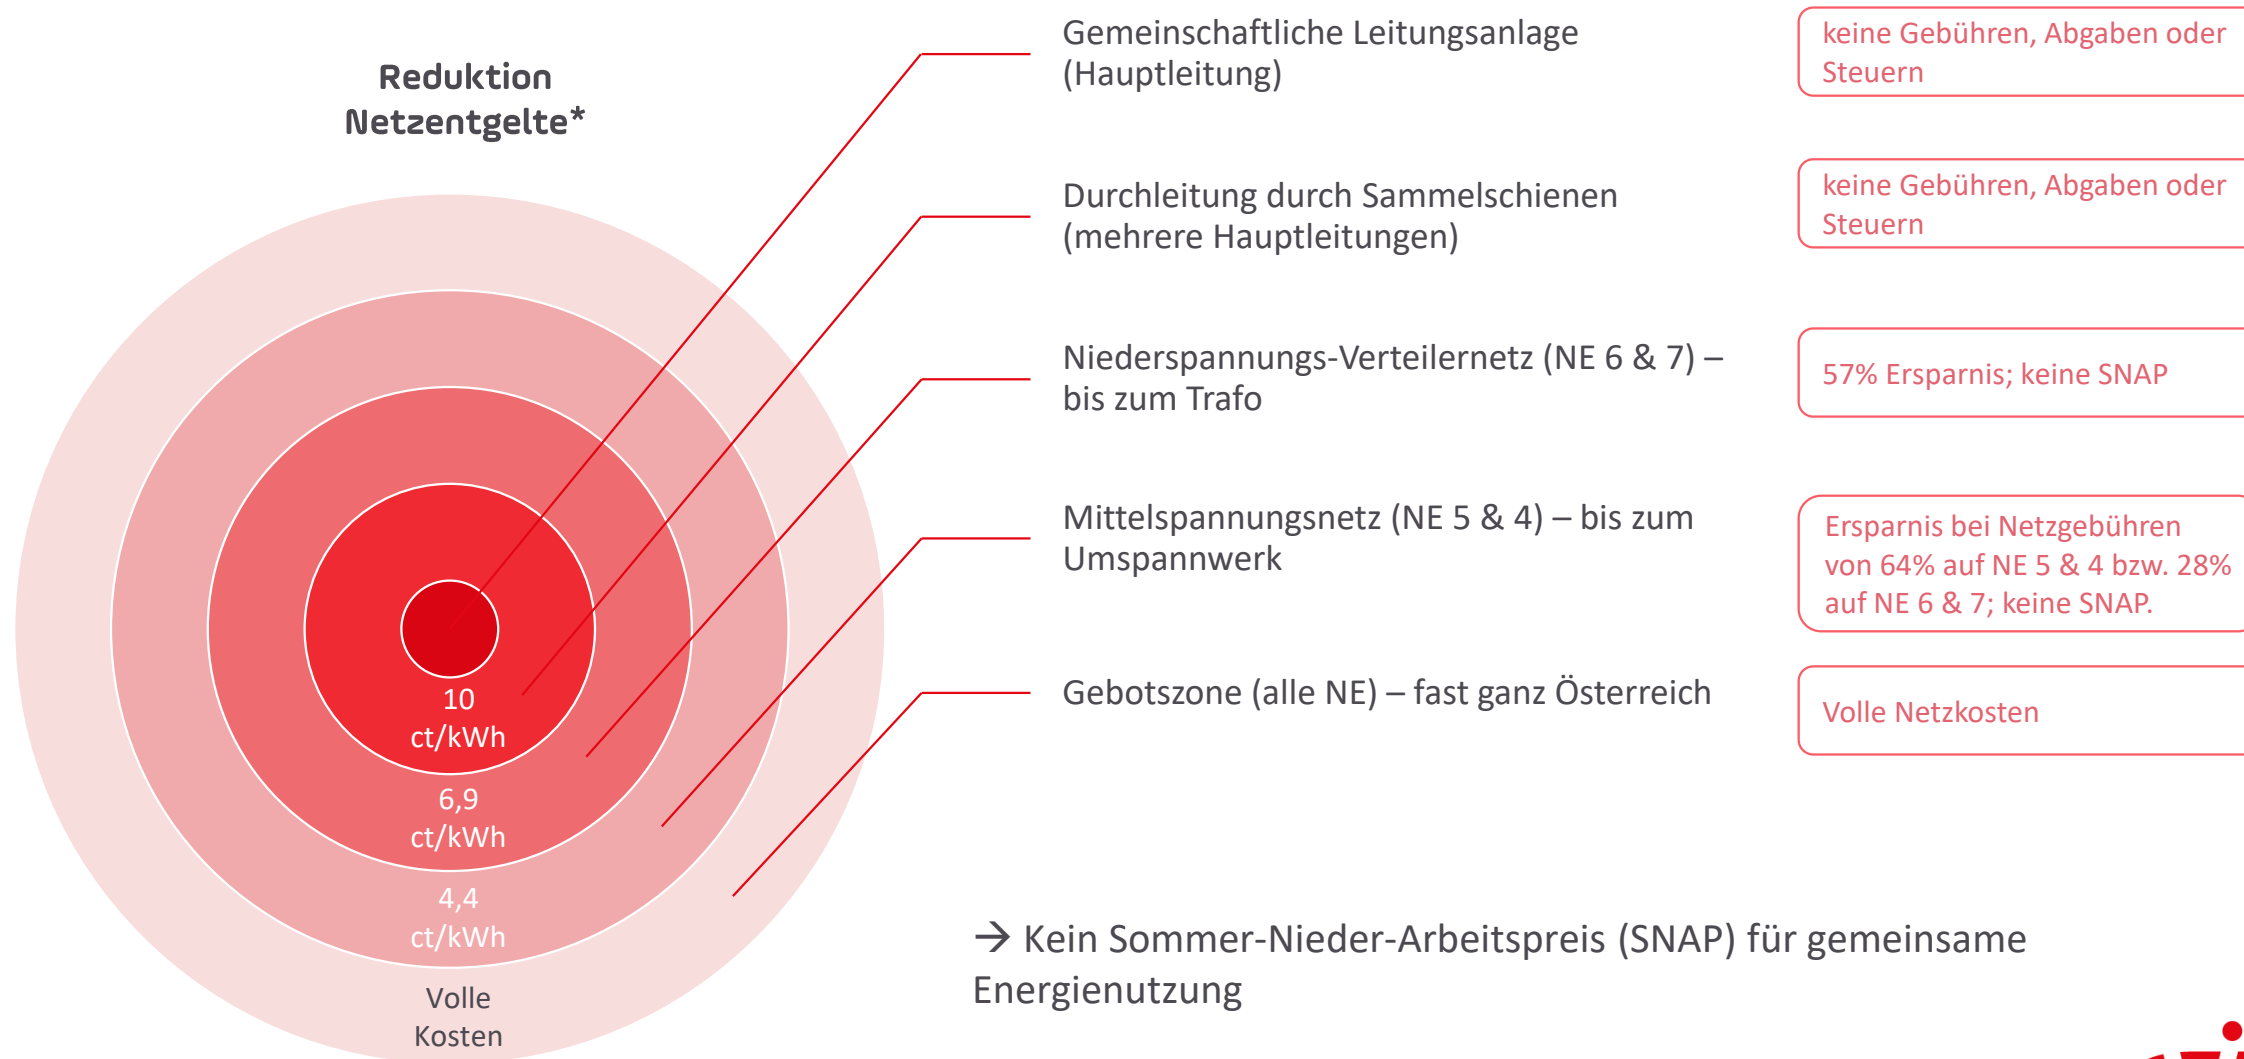 Reduktion
Netzentgelte*
10
ct/kWh
6,9
ct/kWh
4,4
ct/kWh
Volle
Kosten
Gemeinschaftliche Leitungsanlage
(Hauptleitung)
keine Gebühren, Abgaben oder
Steuern
Durchleitung durch Sammelschienen
(mehrere Hauptleitungen)
keine Gebühren, Abgaben oder
Steuern
Niederspannungs-Verteilernetz (NE 6 & 7) –
bis zum Trafo
57% Ersparnis; keine SNAP
Mittelspannungsnetz (NE 5 & 4) – bis zum
Umspannwerk
Ersparnis bei Netzgebühren
von 64% auf NE 5 & 4 bzw. 28%
auf NE 6 & 7; keine SNAP.
Gebotszone (alle NE) – fast ganz Österreich
Volle Netzkosten
→ Kein Sommer-Nieder-Arbeitspreis (SNAP) für gemeinsame
Energienutzung